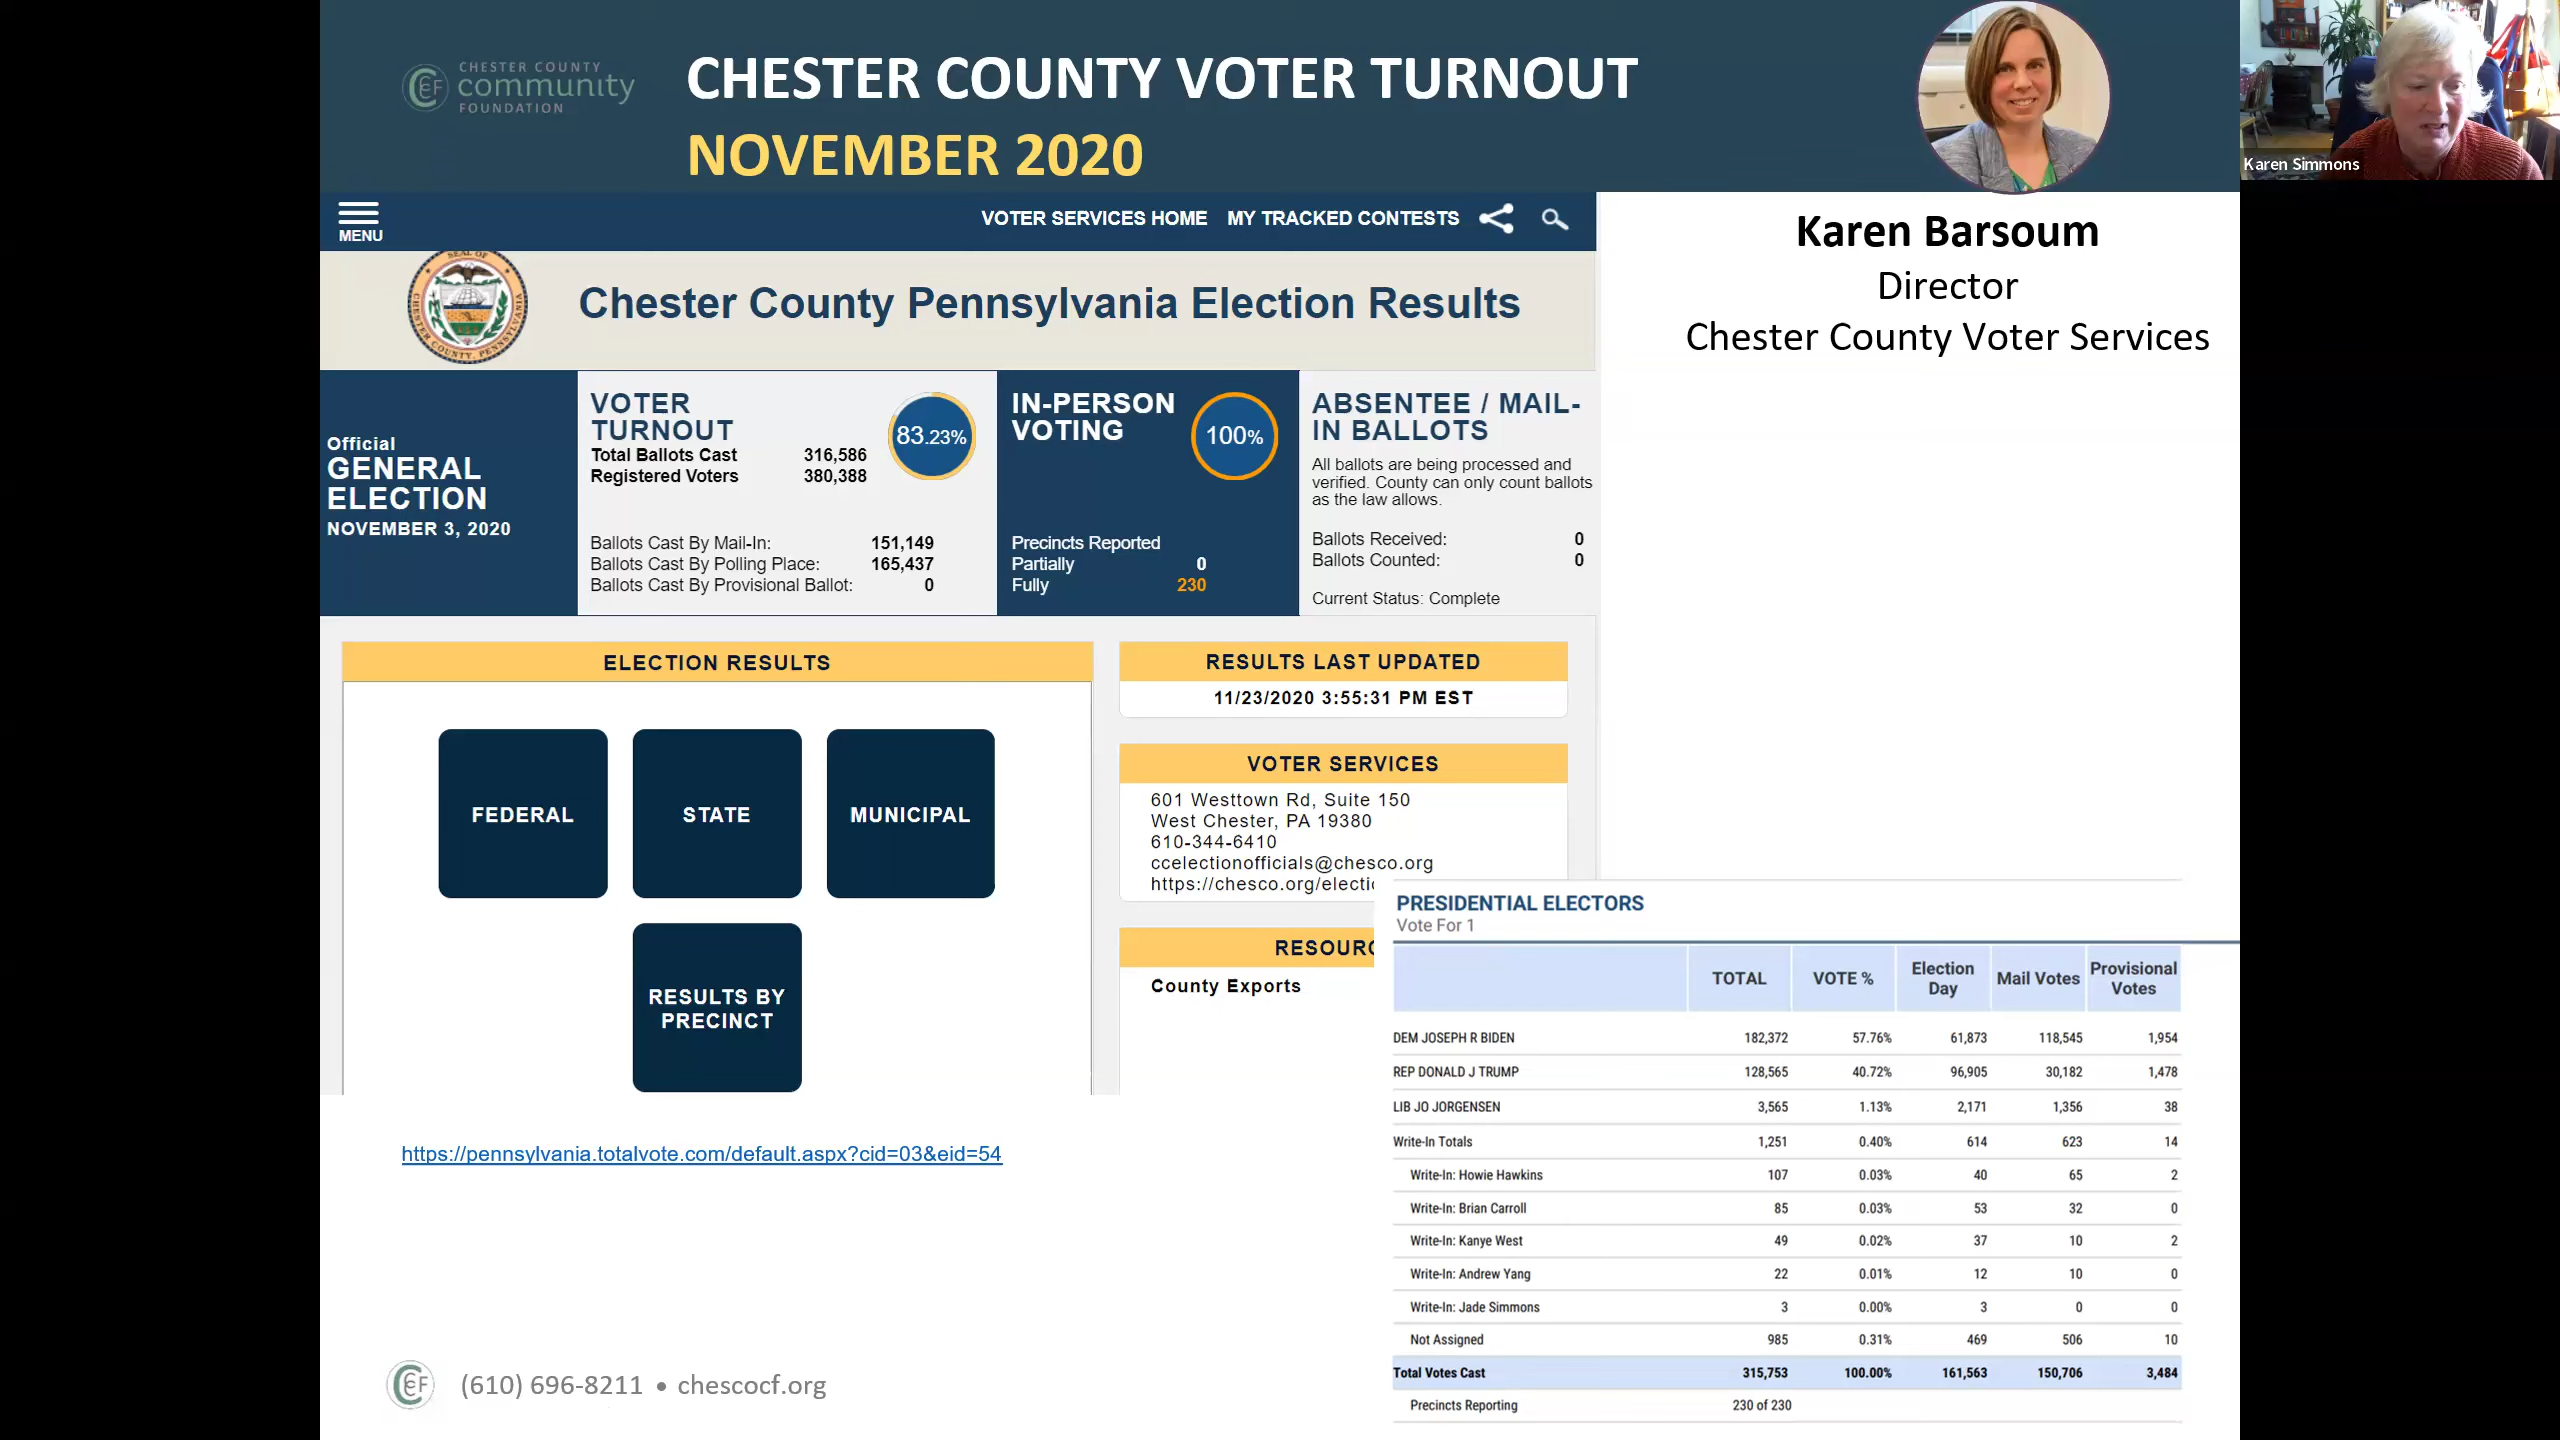 CHESTER COUNTY
community
FOUNDATION
CHESTER COUNTY VOTER TURNOUT
NOVEMBER 2020
Karen Simmons
MENU
VOTER SERVICES HOME MY TRACKED CONTESTS
SEAL OF
CHESTER COUNTY, PENNSYLVANIA
Chester County Pennsylvania Election Results
Karen Barsoum
Director
Chester County Voter Services
Official
GENERAL
ELECTION
NOVEMBER 3, 2020
VOTER
TURNOUT
83.23%
Total Ballots Cast 316,586
Registered Voters 380,388
Ballots Cast By Mail-In: 151,149
Ballots Cast By Polling Place: 165,437
Ballots Cast By Provisional Ballot: 0
IN-PERSON
VOTING
100%
Precincts Reported
Partially 0
Fully 230
ABSENTEE / MAIL-
IN BALLOTS
All ballots are being processed and
verified. County can only count ballots
as the law allows.
Ballots Received: 0
Ballots Counted: 0
Current Status: Complete
ELECTION RESULTS
FEDERAL
STATE
MUNICIPAL
RESULTS BY
PRECINCT
RESULTS LAST UPDATED
11/23/2020 3:55:31 PM EST
VOTER SERVICES
601 Westtown Rd, Suite 150
West Chester, PA 19380
610-344-6410
ccelectionofficials@chesco.org
https://chesco.org/electi
RESOURC
County Exports
PRESIDENTIAL ELECTORS
Vote For 1
TOTAL VOTE % Election Day Mail Votes Provisional Votes
DEM JOSEPH R BIDEN 182,372 57.76% 61,873 118,545 1,954
REP DONALD J TRUMP 128,565 40.72% 96,905 30,182 1,478
LIB JO JORGENSEN 3,565 1.13% 2,171 1,356 38
Write-In Totals 1,251 0.40% 614 623 14
Write-In: Howie Hawkins 107 0.03% 40 65 2
Write-In: Brian Carroll 85 0.03% 53 32 0
Write-In: Kanye West 49 0.02% 37 10 2
Write-In: Andrew Yang 22 0.01% 12 10 0
Write-In: Jade Simmons 3 0.00% 3 0 0
Not Assigned 985 0.31% 469 506 10
Total Votes Cast 315,753 100.00% 161,563 150,706 3,484
Precincts Reporting 230 of 230
https://pennsylvania.totalvote.com/default.aspx?cid=03&eid=54
CCCF (610) 696-8211 • chescocf.org